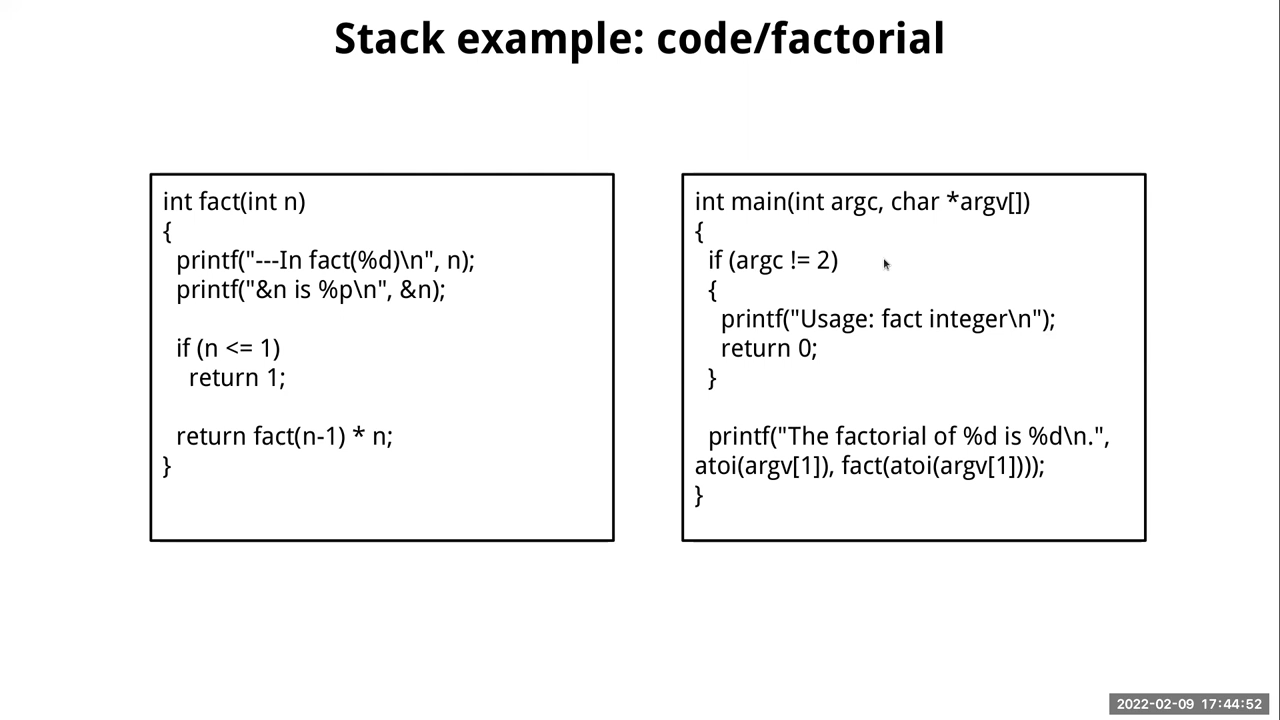 Stack example: code/factorial
int fact(int n)
{
printf("---In fact(%d)\n", n);
printf("&n is %p\n", &n);
if (n <= 1)
return 1;
return fact(n-1) * n;
}
int main(int argc, char *argv[])
{
if (argc != 2)
{
printf("Usage: fact integer\n");
return 0;
}
printf("The factorial of %d is %d\n.",
atoi(argv[1]), fact(atoi(argv[1])));
}
2022-02-09 17:44:52